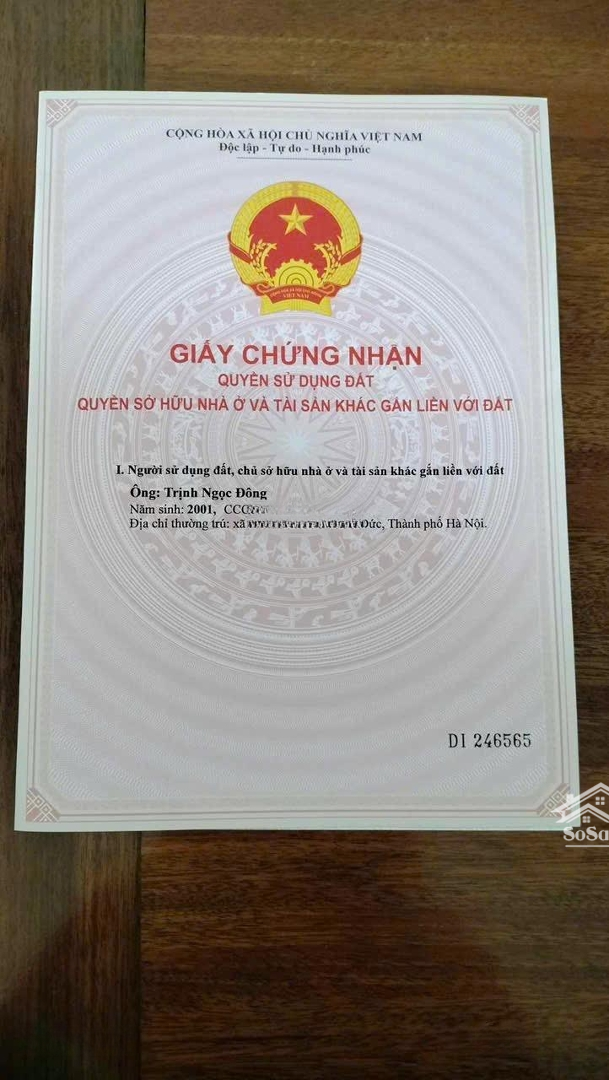 CỘNG HÒA XÃ HỘI CHỦ NGHĨA VIỆT NAM
Độc lập - Tự do - Hạnh phúc
VIỆT NAM
GIẤY CHỨNG NHẬN
QUYỀN SỬ DỤNG ĐẤT
QUYỀN SỞ HỮU NHÀ Ở VÀ TÀI SẢN KHÁC GẮN LIỀN VỚI ĐẤT
I. Người sử dụng đất, chủ sở hữu nhà ở và tài sản khác gắn liền với đất
Ông: Trịnh Ngọc Đông
Năm sinh: 2001,
Địa chỉ thường trú: xã Đức, Thành phố Hà Nội.
DI 246565
SoSa